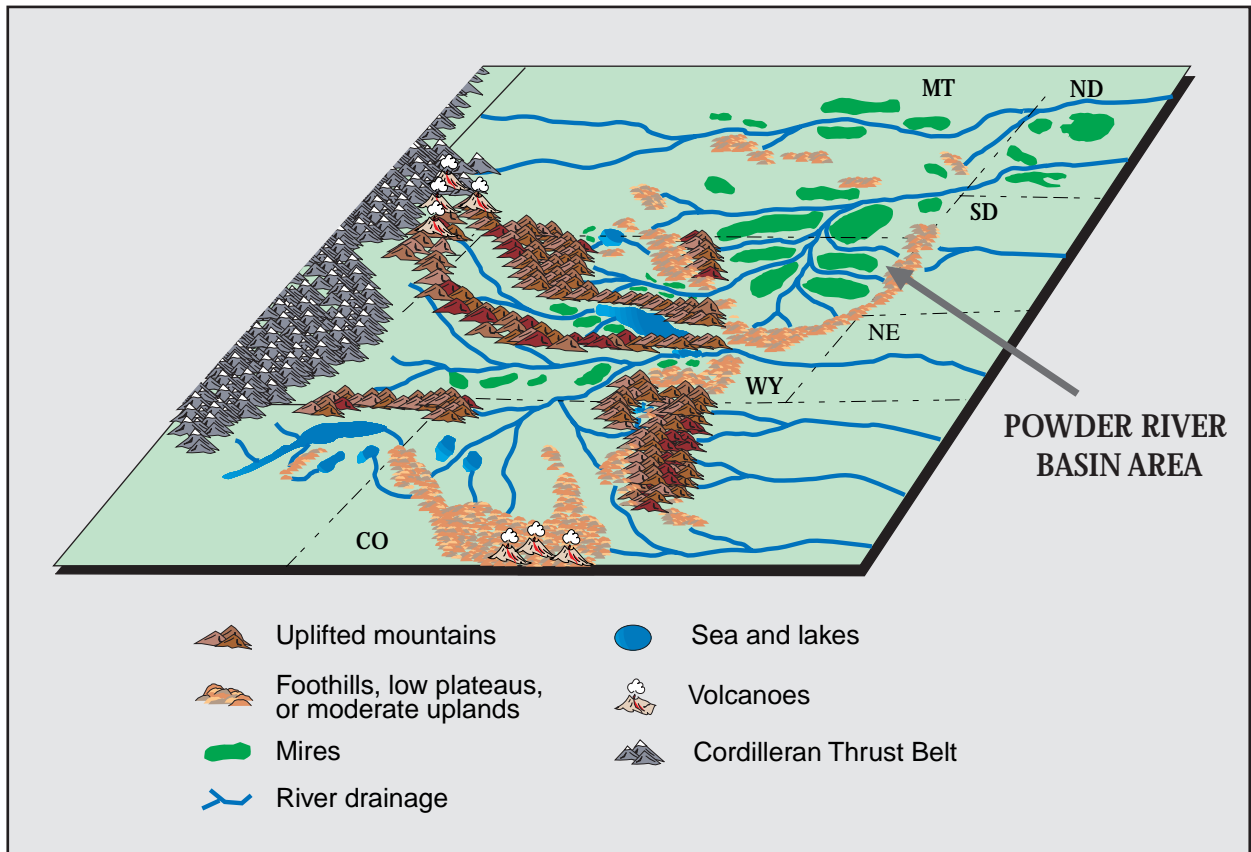 MT
ND
SD
NE
WY
POWDER RIVER
BASIN AREA
CO
Uplifted mountains
Foothills, low plateaus,
or moderate uplands
Mires
River drainage
Sea and lakes
Volcanoes
Cordilleran Thrust Belt